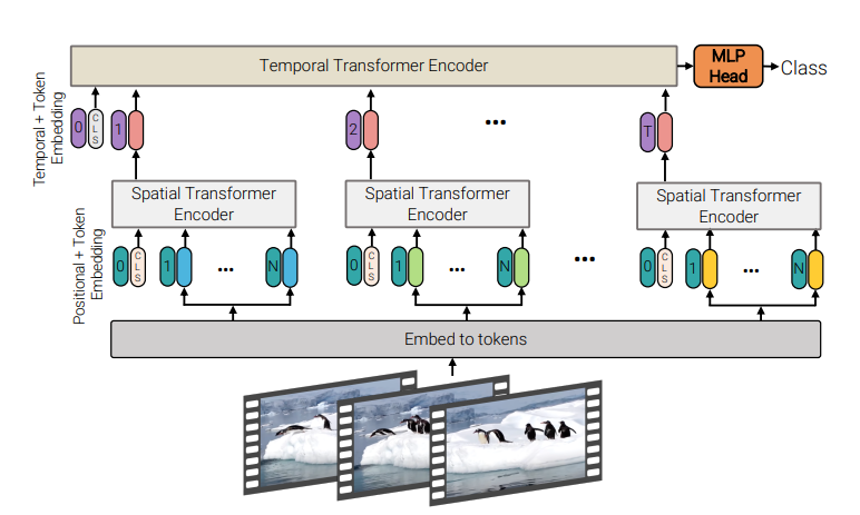 Temporal Transformer Encoder
MLP
Head
Class
Temporal + Token
Embedding
0
CLS
1
2
...
T
Spatial Transformer
Encoder
Spatial Transformer
Encoder
Spatial Transformer
Encoder
Positional + Token
Embedding
0
CLS
1
...
N
0
CLS
1
...
N
...
0
CLS
1
...
N
Embed to tokens